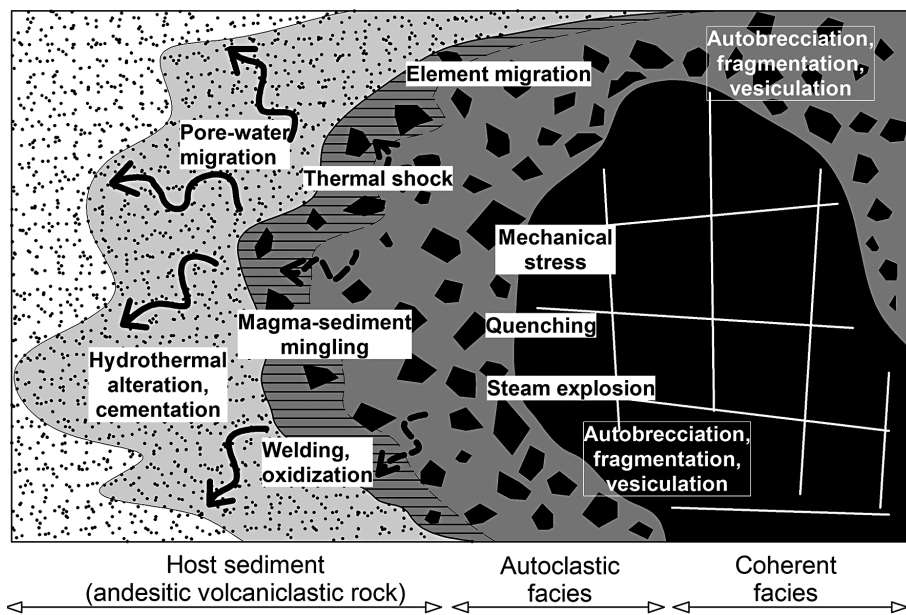 Autobrecciation,
fragmentation,
vesiculation
Element migration
Pore-water
migration
Thermal shock
Mechanical
stress
Magma-sediment
mingling
Quenching
Hydrothermal
alteration,
cementation
Steam explosion
Welding,
oxidization
Autobrecciation,
fragmentation,
vesiculation
Host sediment
(andesitic volcaniclastic rock)
Autoclastic
facies
Coherent
facies